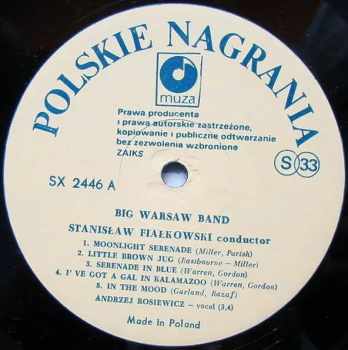 POLSKIE NAGRANIA
muza
Prawa producenta
i prawa autorskie zastrzeżone,
kopiowanie i publiczne odtwarzanie
bez zezwolenia wzbronione
ZAIKS
S 33
SX 2446 A
BIG WARSAW BAND
STANISŁAW FIAŁKOWSKI conductor
1. MOONLIGHT SERENADE (Miller, Parish)
2. LITTLE BROWN JUG (Eastbourne - Miller)
3. SERENADE IN BLUE (Warren, Gordon)
4. I'VE GOT A GAL IN KALAMAZOO (Warren, Gordon)
5. IN THE MOOD (Garland, Razaf)
ANDRZEJ ROSIEWICZ - vocal (3,4)
Made in Poland